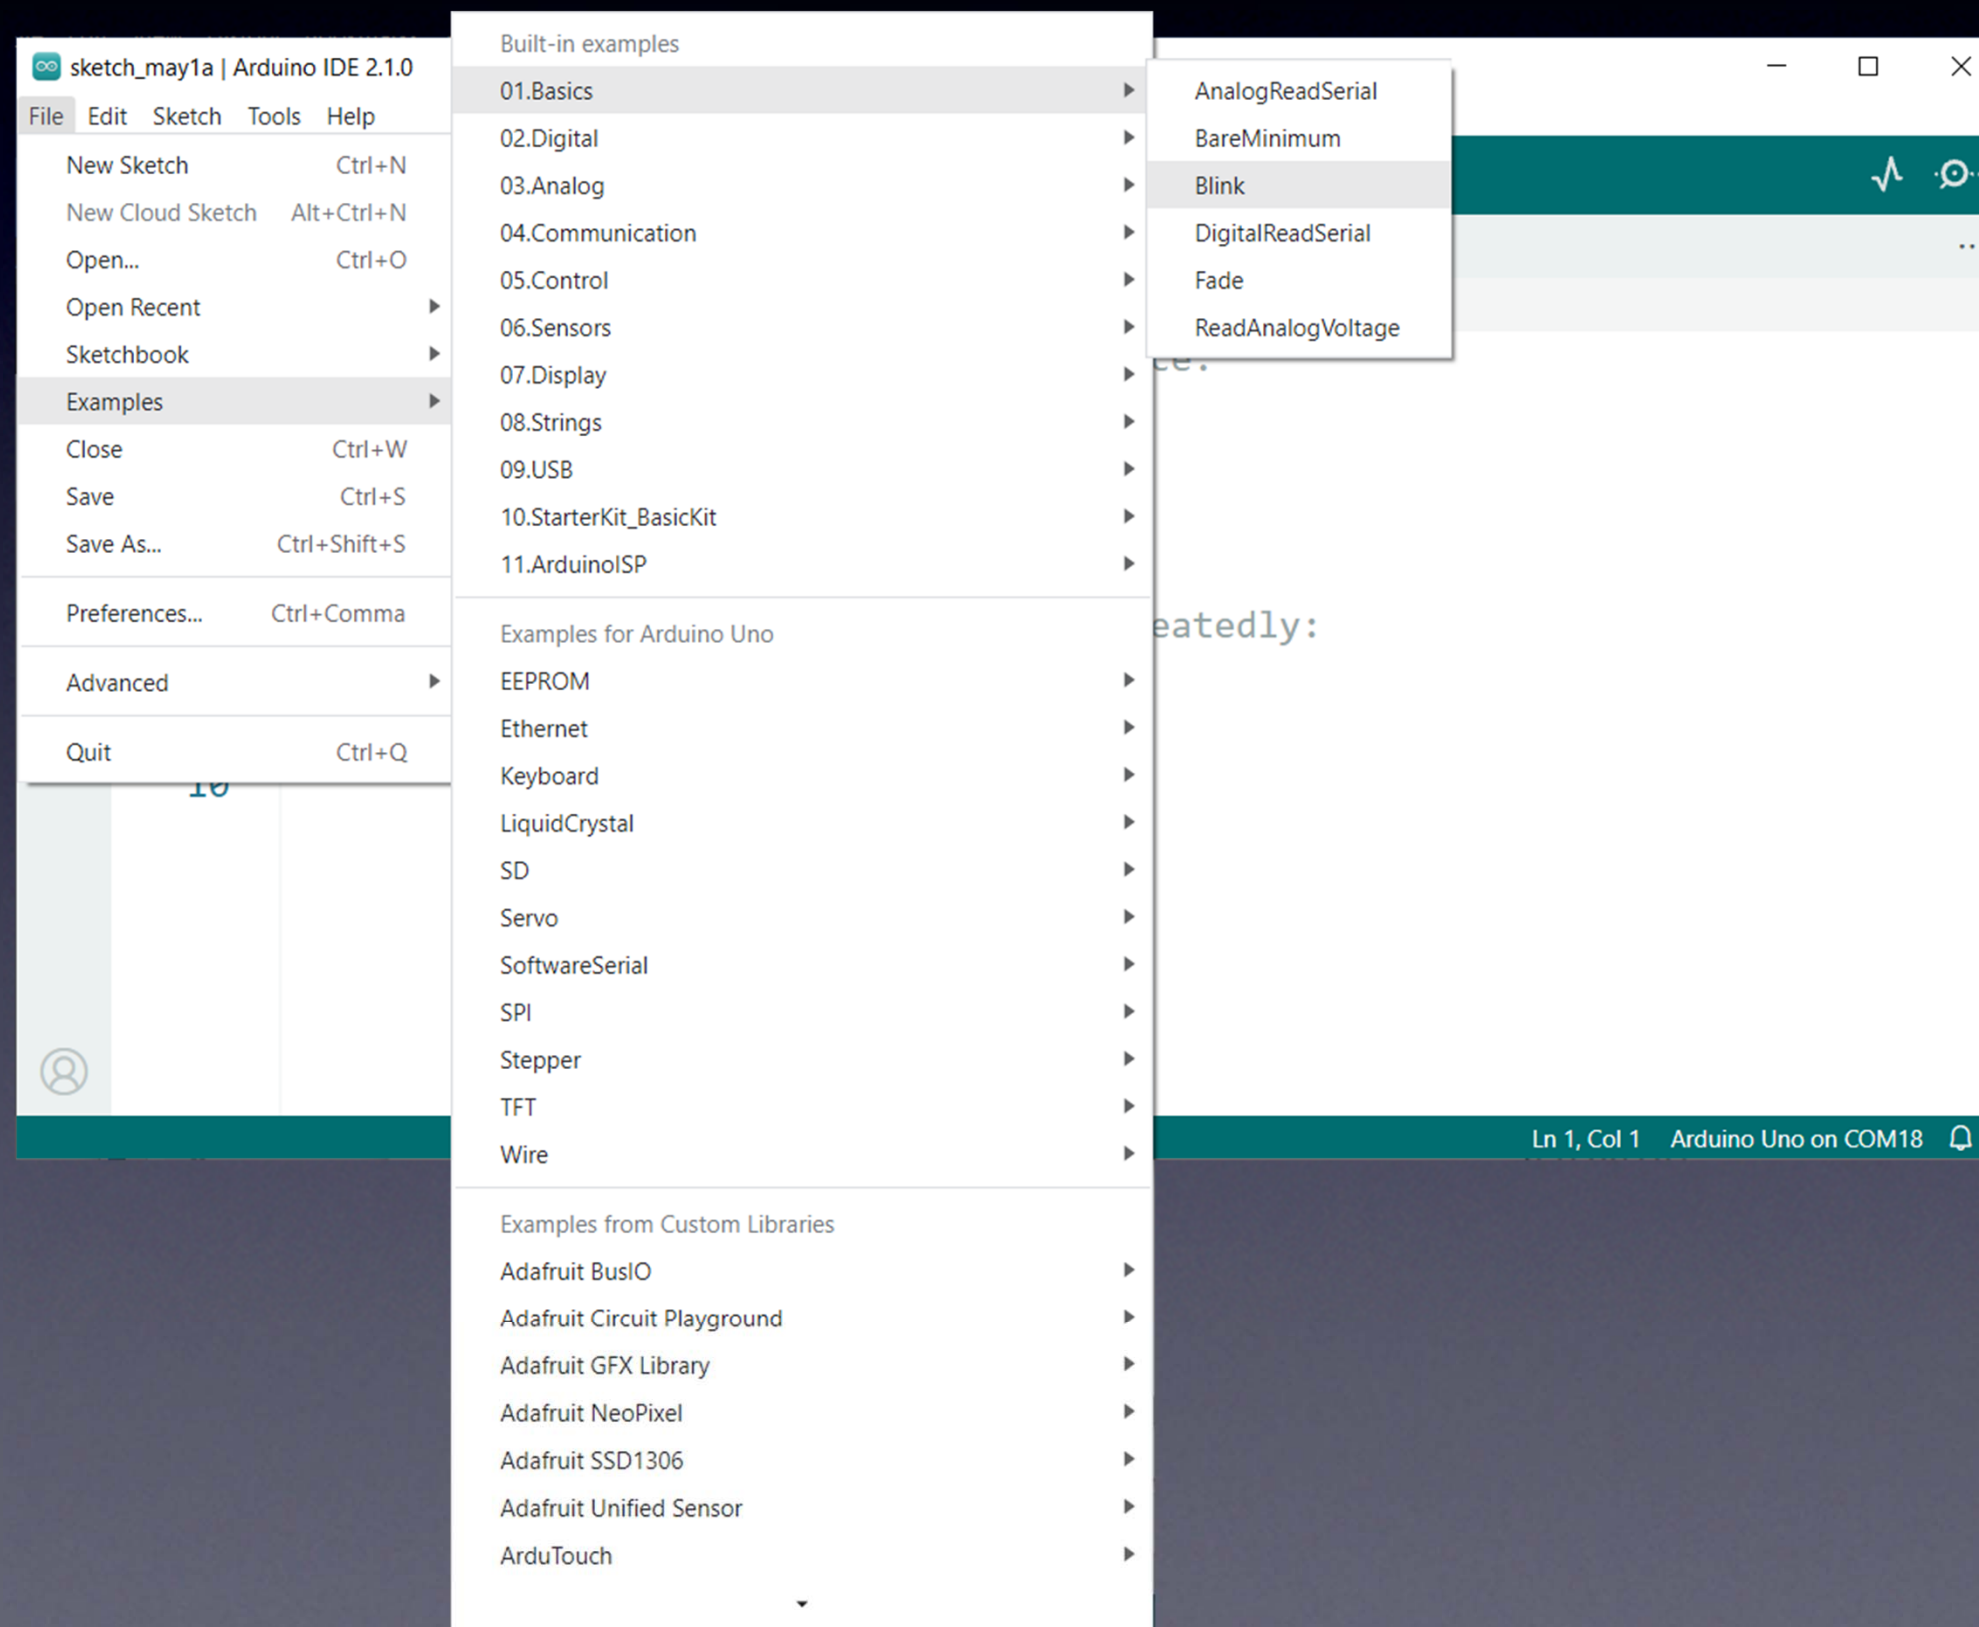 sketch_may1a | Arduino IDE 2.1.0
File Edit Sketch Tools Help
New Sketch Ctrl+N
New Cloud Sketch Alt+Ctrl+N
Open... Ctrl+O
Open Recent
Sketchbook
Examples
Close Ctrl+W
Save Ctrl+S
Save As... Ctrl+Shift+S
Preferences... Ctrl+Comma
Advanced
Quit Ctrl+Q
10
Built-in examples
01.Basics
02.Digital
03.Analog
04.Communication
05.Control
06.Sensors
07.Display
08.Strings
09.USB
10.StarterKit_BasicKit
11.ArduinoISP
Examples for Arduino Uno
EEPROM
Ethernet
Keyboard
LiquidCrystal
SD
Servo
SoftwareSerial
SPI
Stepper
TFT
Wire
Examples from Custom Libraries
Adafruit BusIO
Adafruit Circuit Playground
Adafruit GFX Library
Adafruit NeoPixel
Adafruit SSD1306
Adafruit Unified Sensor
ArduTouch
AnalogReadSerial
BareMinimum
Blink
DigitalReadSerial
Fade
ReadAnalogVoltage
eatedly:
Ln 1, Col 1 Arduino Uno on COM18